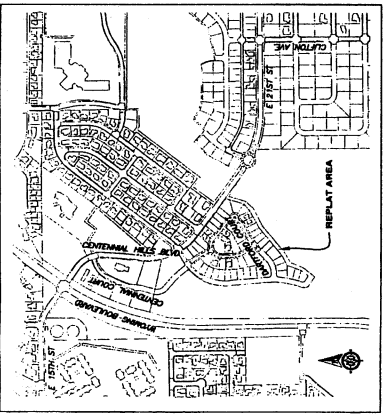 CLIFTON AVE
E 21ST ST
REPLAT AREA
CENTENNIAL HILLS BLVD
CENTENNIAL COURT
WYOMING BOULEVARD
E 15TH ST